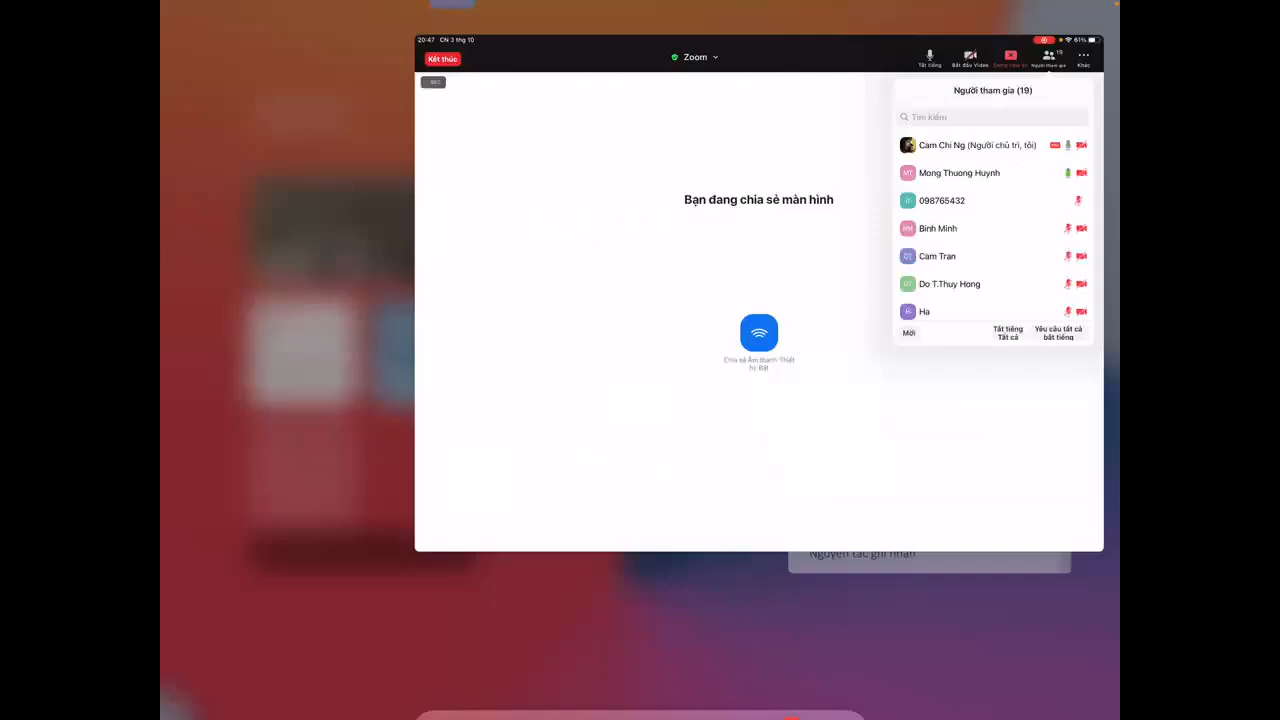 20:47 CN 3 thg 10
61%
Kết thúc
Zoom
Tắt tiếng
Bắt đầu Video
Người tham gia
19
Khác
REC
Người tham gia (19)
Tìm kiếm
Cam Chi Ng (Người chủ trì, tôi)
MT Mong Thuong Huynh
098765432
Binh Minh
Cam Tran
Do T.Thuy Hong
Ha
Mời
Tắt tiếng
Tất cả
Yêu cầu tất cả
bật tiếng
Bạn đang chia sẻ màn hình
Chia sẻ Âm thanh Thiết
bị: Bật
Nguyên tắc ghi nhận